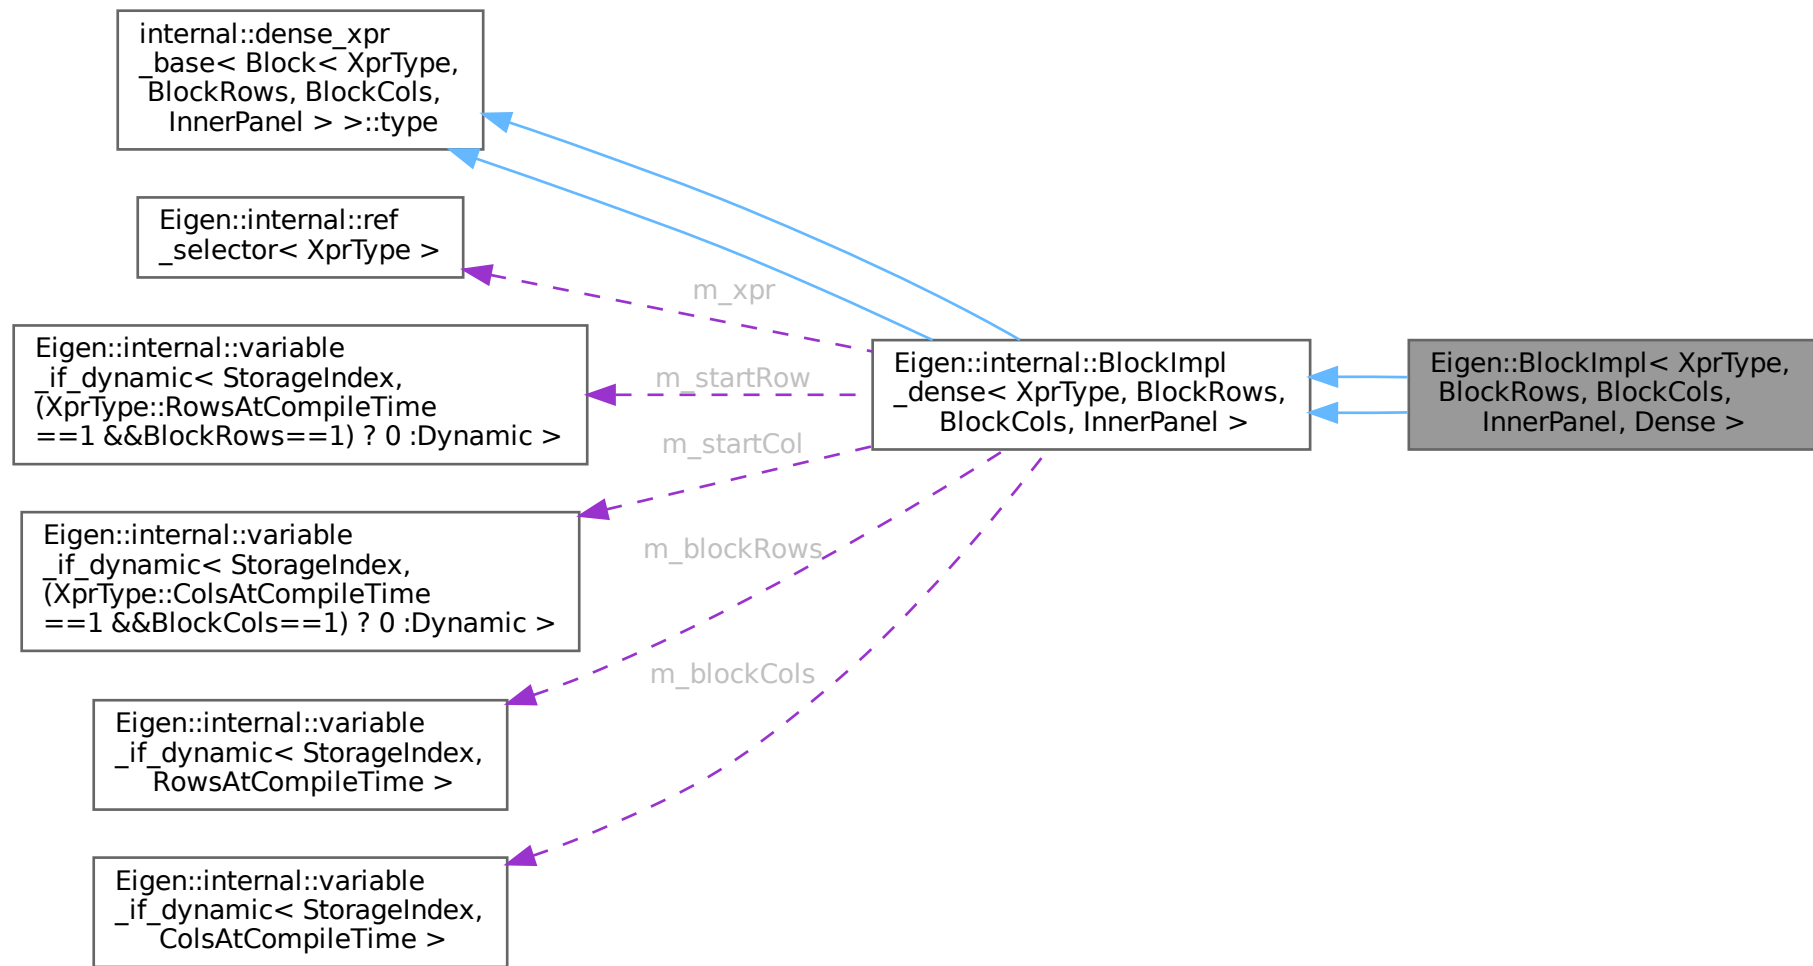 internal::dense_xpr
_base< Block< XprType,
BlockRows, BlockCols,
InnerPanel > >::type
Eigen::internal::ref
_selector< XprType >
m_xpr
Eigen::internal::variable
_if_dynamic< StorageIndex,
(XprType::RowsAtCompileTime
==1 &&BlockRows==1) ? 0 :Dynamic >
m_startRow
Eigen::internal::BlockImpl
_dense< XprType, BlockRows,
BlockCols, InnerPanel >
Eigen::BlockImpl< XprType,
BlockRows, BlockCols,
InnerPanel, Dense >
m_startCol
Eigen::internal::variable
_if_dynamic< StorageIndex,
(XprType::ColsAtCompileTime
==1 &&BlockCols==1) ? 0 :Dynamic >
m_blockRows
Eigen::internal::variable
_if_dynamic< StorageIndex,
RowsAtCompileTime >
m_blockCols
Eigen::internal::variable
_if_dynamic< StorageIndex,
ColsAtCompileTime >